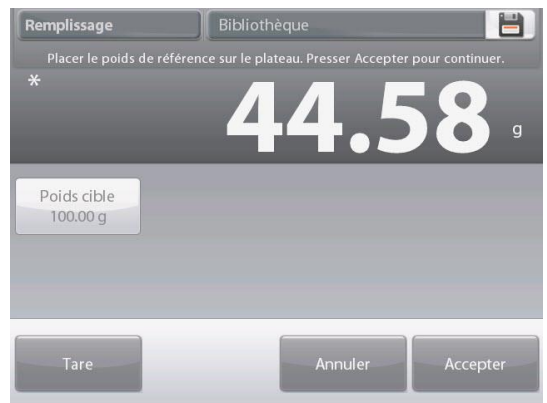 Remplissage
Bibliothèque
Placer le poids de référence sur le plateau. Presser Accepter pour continuer.
*
44.58 g
Poids cible
100.00 g
Tare
Annuler
Accepter